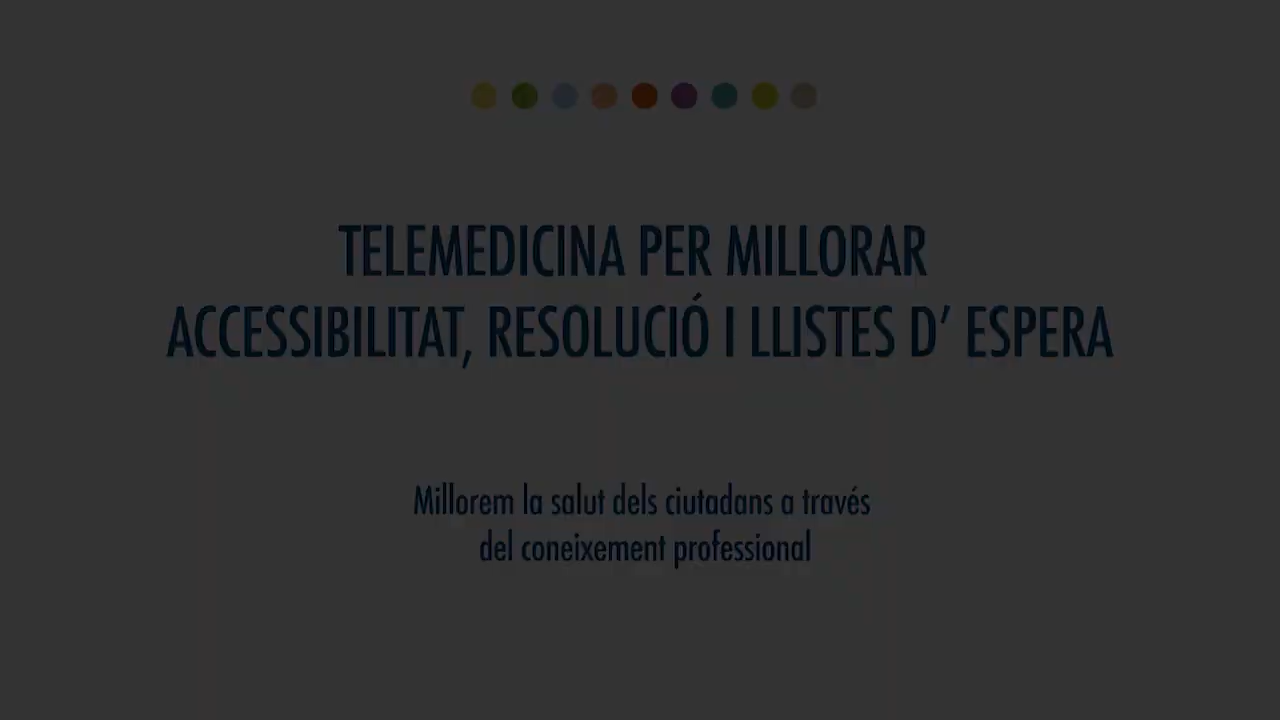 TELEMEDICINA PER MILLORAR
ACCESSIBILITAT, RESOLUCIÓ I LLISTES D’ ESPERA
Millorem la salut dels ciutadans a través
del coneixement professional